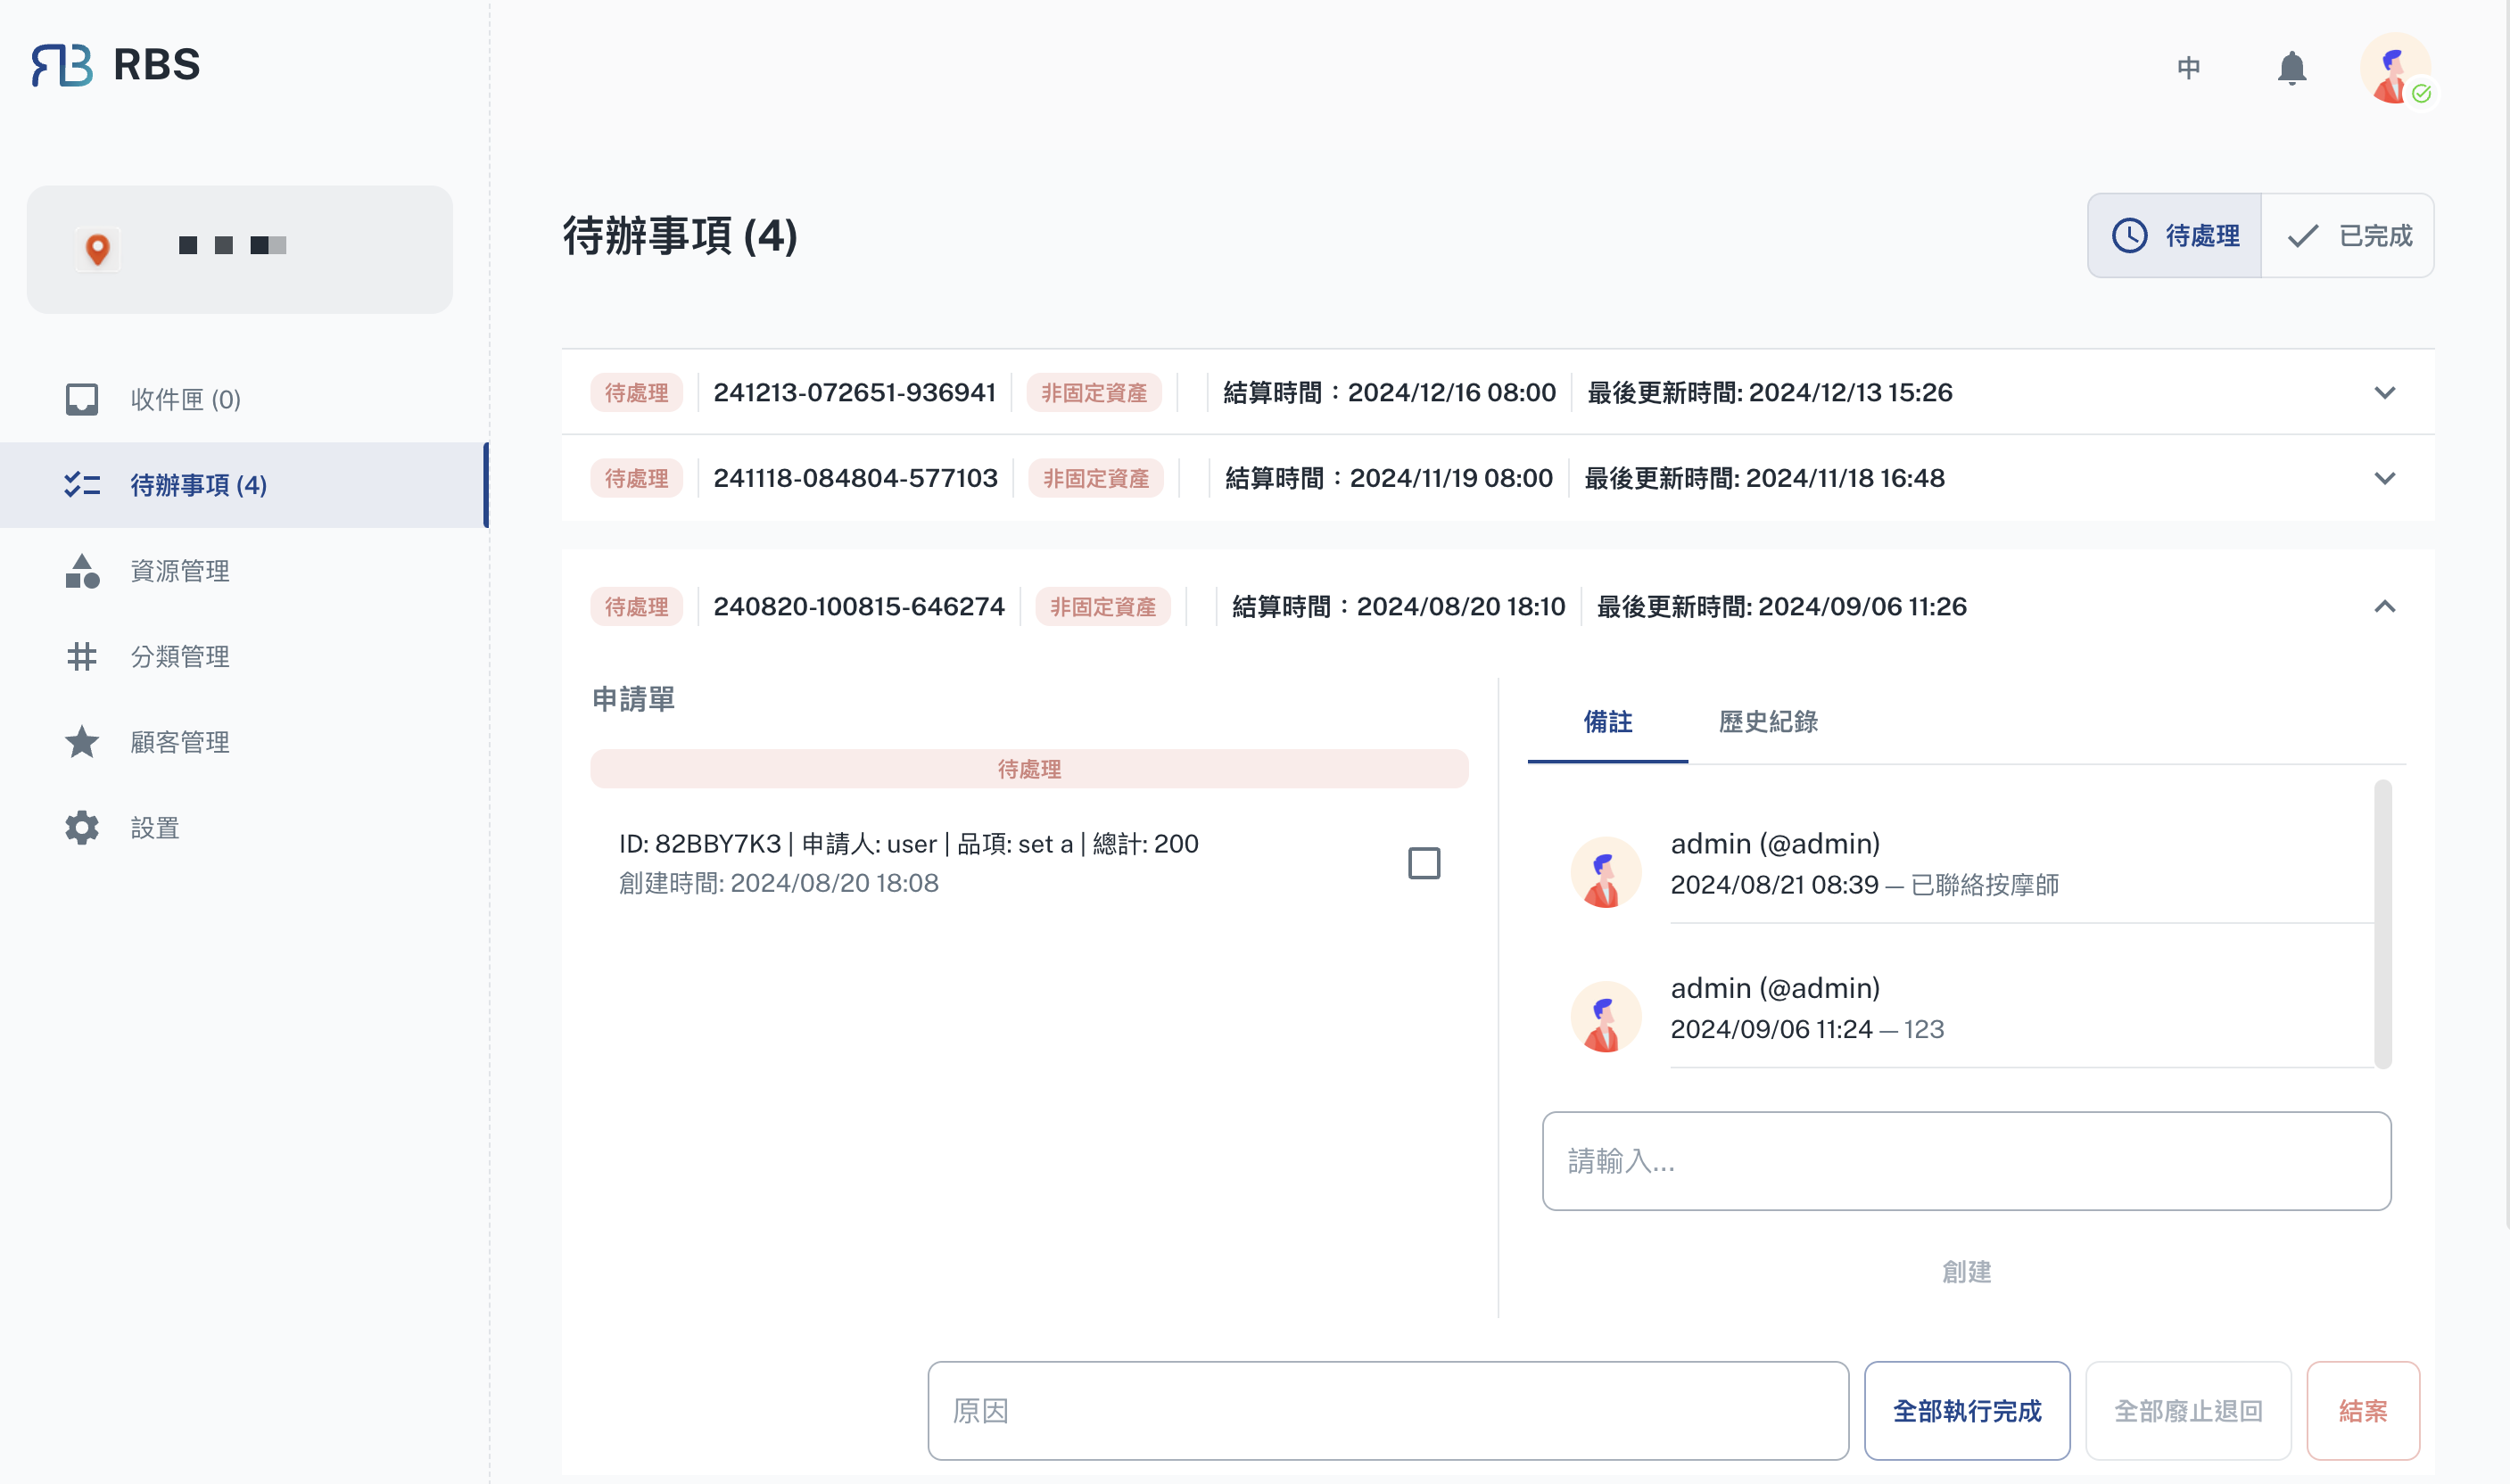 RBS
中
收件匣 (0)
待辦事項 (4)
資源管理
分類管理
顧客管理
設置
待辦事項 (4)
待處理
已完成
待處理 241213-072651-936941 非固定資產 結算時間：2024/12/16 08:00 最後更新時間: 2024/12/13 15:26
待處理 241118-084804-577103 非固定資產 結算時間：2024/11/19 08:00 最後更新時間: 2024/11/18 16:48
待處理 240820-100815-646274 非固定資產 結算時間：2024/08/20 18:10 最後更新時間: 2024/09/06 11:26
申請單
待處理
ID: 82BBY7K3 | 申請人: user | 品項: set a | 總計: 200
創建時間: 2024/08/20 18:08
備註
歷史紀錄
admin (@admin)
2024/08/21 08:39 — 已聯絡按摩師
admin (@admin)
2024/09/06 11:24 — 123
請輸入...
創建
原因
全部執行完成
全部廢止退回
結案